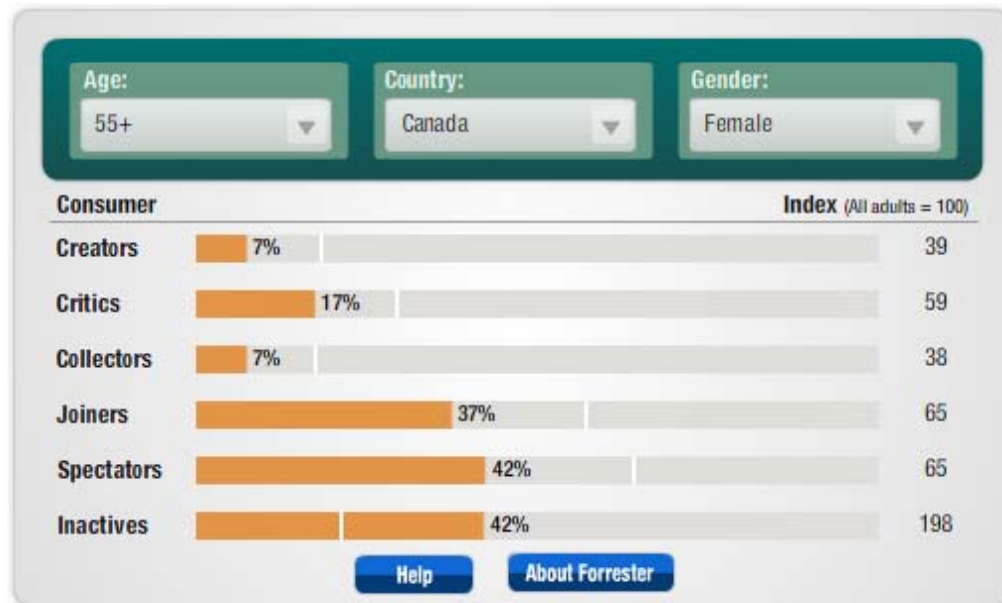 Age: Country: Gender:
55+ Canada Female
Consumer Index (All adults = 100)
Creators 7% 39
Critics 17% 59
Collectors 7% 38
Joiners 37% 65
Spectators 42% 65
Inactives 42% 198
Help About Forrester